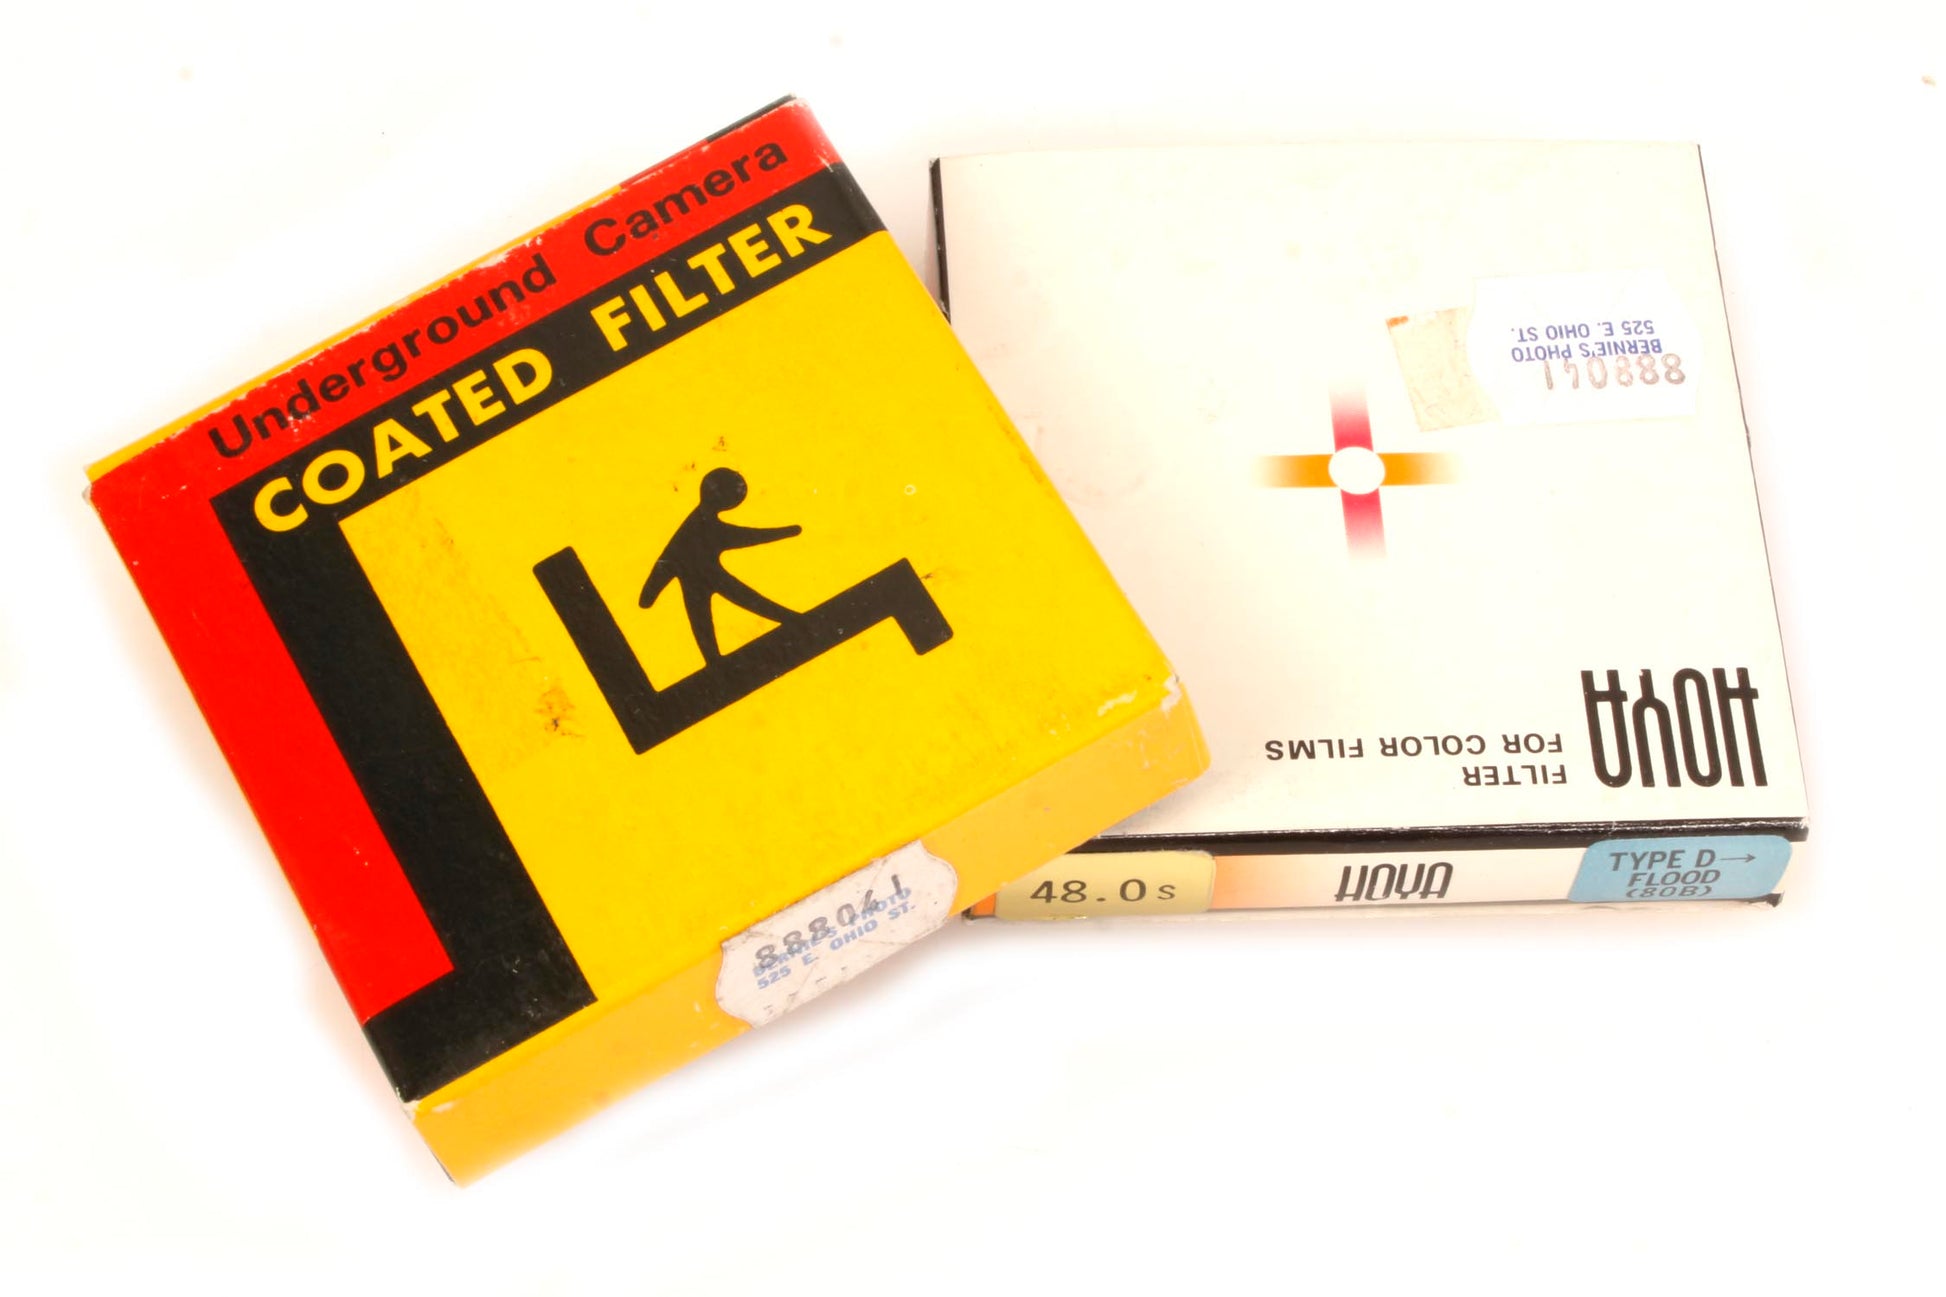 Underground Camera
COATED FILTER
888041
BERNIE'S PHOTO
525 E. OHIO ST.
888041
BERNIE'S PHOTO
525 E. OHIO ST.
HOYA
FILTER
FOR COLOR FILMS
48.0s
HOYA
TYPE D→
FLOOD
(80B)